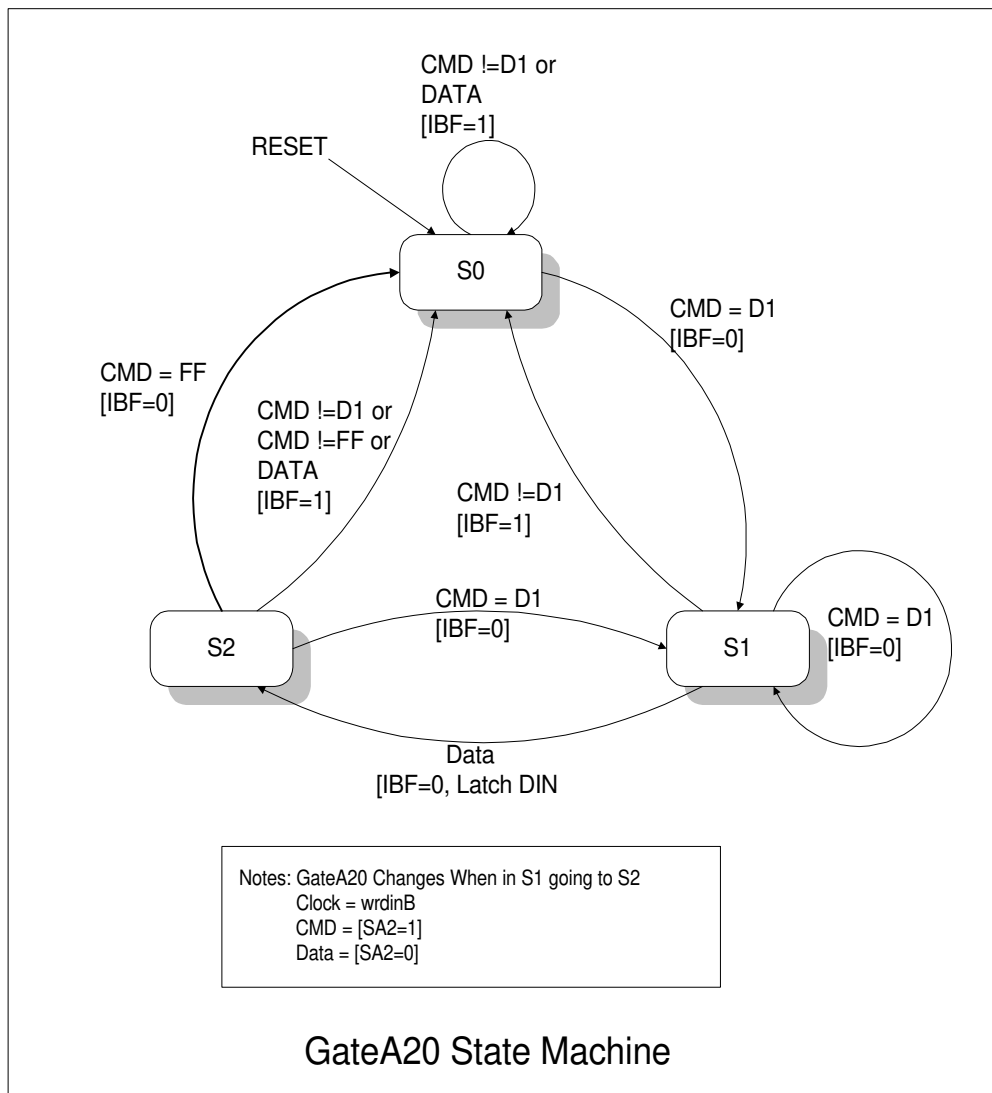 CMD !=D1 or
DATA
[IBF=1]
RESET
S0
CMD = D1
[IBF=0]
CMD = FF
[IBF=0]
CMD !=D1 or
CMD !=FF or
DATA
[IBF=1]
CMD !=D1
[IBF=1]
CMD = D1
[IBF=0]
S2
S1
CMD = D1
[IBF=0]
Data
[IBF=0, Latch DIN
Notes: GateA20 Changes When in S1 going to S2
Clock = wrdinB
CMD = [SA2=1]
Data = [SA2=0]
GateA20 State Machine